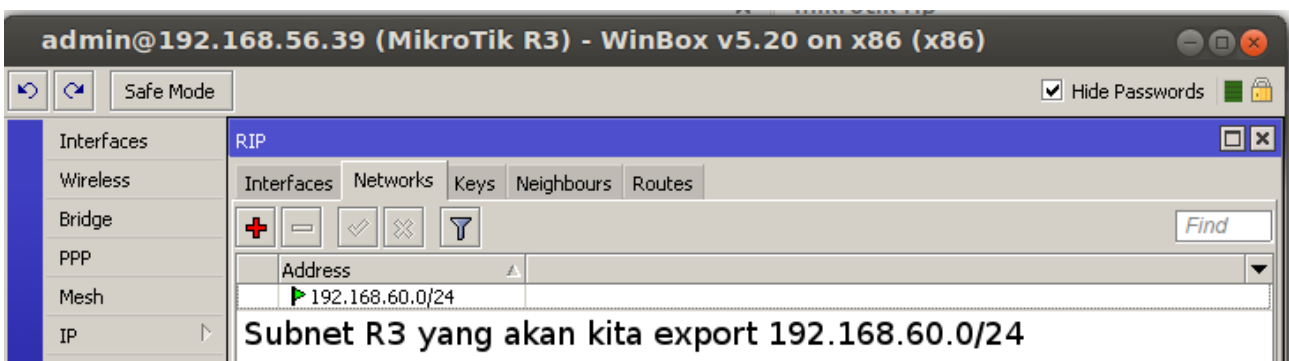 admin@192.168.56.39 (MikroTik R3) - WinBox v5.20 on x86 (x86)
Safe Mode
Hide Passwords
Interfaces
Wireless
Bridge
PPP
Mesh
IP
RIP
Interfaces Networks Keys Neighbours Routes
Find
Address
192.168.60.0/24
Subnet R3 yang akan kita export 192.168.60.0/24